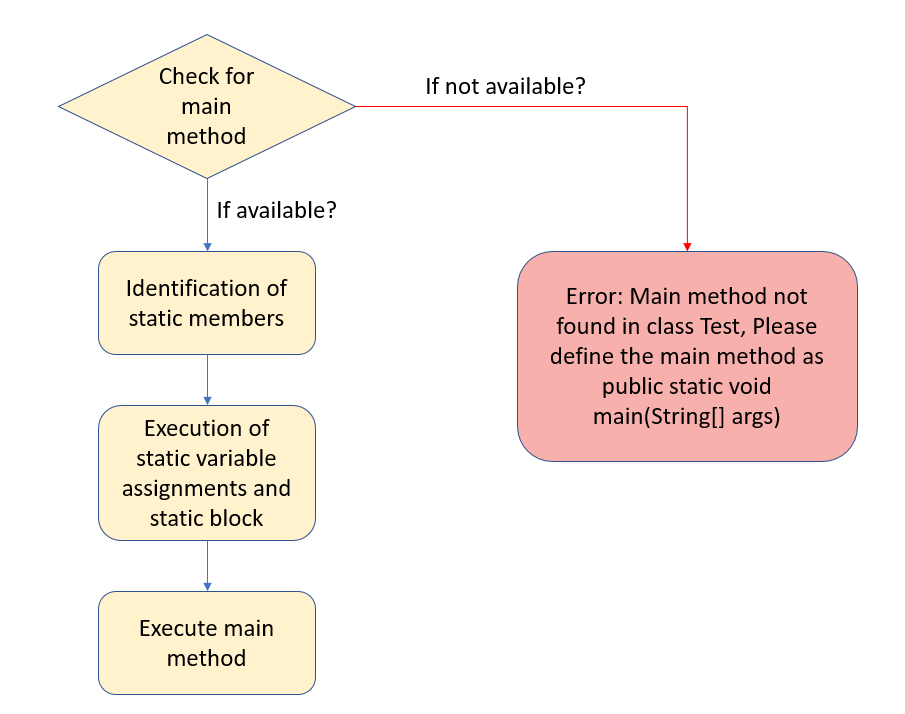 Check for
main
method
If not available?
If available?
Identification of
static members
Error: Main method not
found in class Test, Please
define the main method as
public static void
main(String[] args)
Execution of
static variable
assignments and
static block
Execute main
method